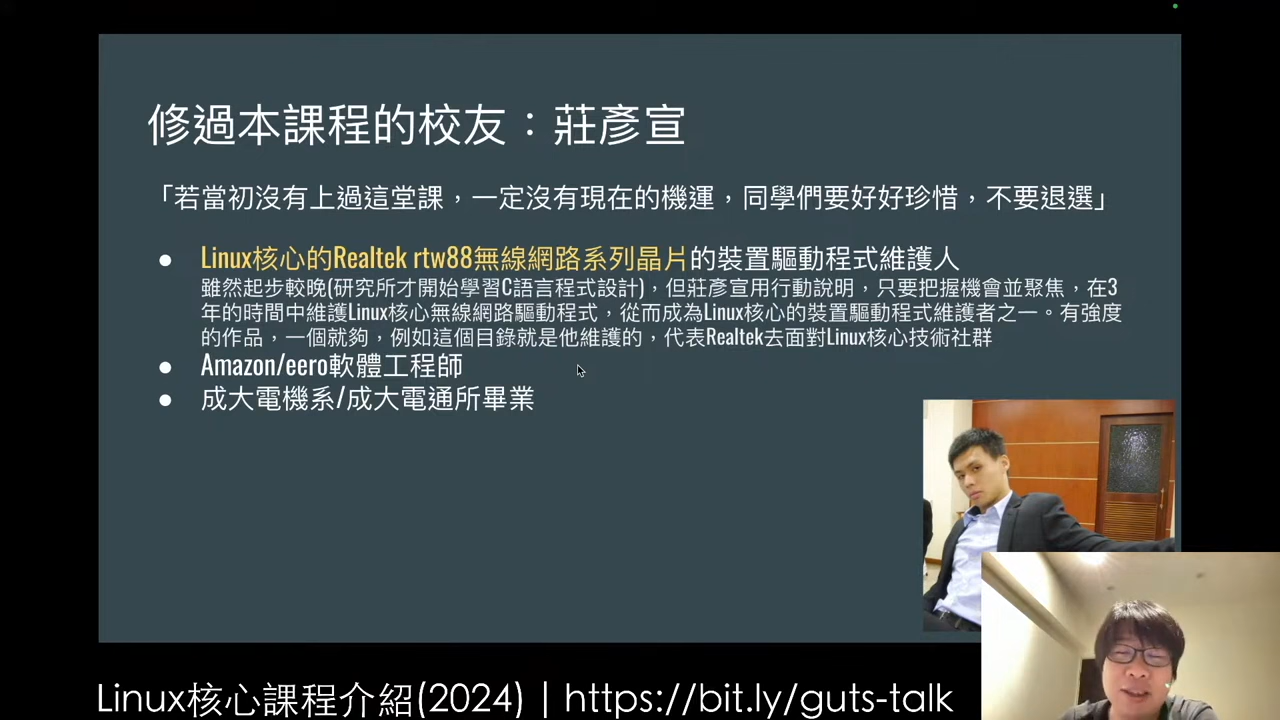 修過本課程的校友：莊彥宣
「若當初沒有上過這堂課，一定沒有現在的機運，同學們要好好珍惜，不要退選」
● Linux核心的Realtek rtw88無線網路系列晶片的裝置驅動程式維護人
雖然起步較晚(研究所才開始學習C語言程式設計)，但莊彥宣用行動說明，只要把握機會並聚焦，在3
年的時間中維護Linux核心無線網路驅動程式，從而成為Linux核心的裝置驅動程式維護者之一。有強度
的作品，一個就夠，例如這個目錄就是他維護的，代表Realtek去面對Linux核心技術社群
● Amazon/eero軟體工程師
● 成大電機系/成大電通所畢業
Linux核心課程介紹(2024) | https://bit.ly/guts-talk